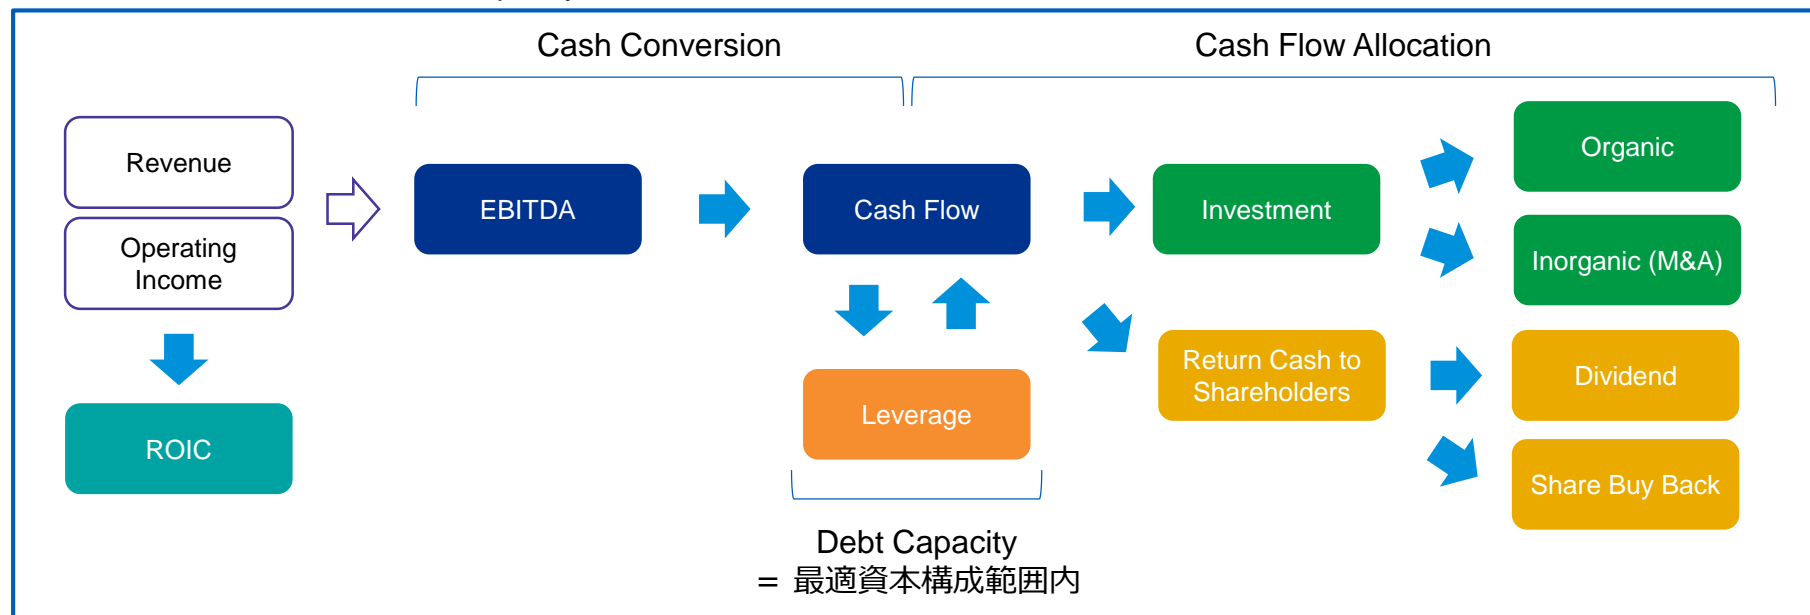 Cash Conversion
Cash Flow Allocation
Revenue
Operating
Income
ROIC
EBITDA
Cash Flow
Leverage
Debt Capacity
= 最適資本構成範囲内
Investment
Return Cash to
Shareholders
Organic
Inorganic (M&A)
Dividend
Share Buy Back